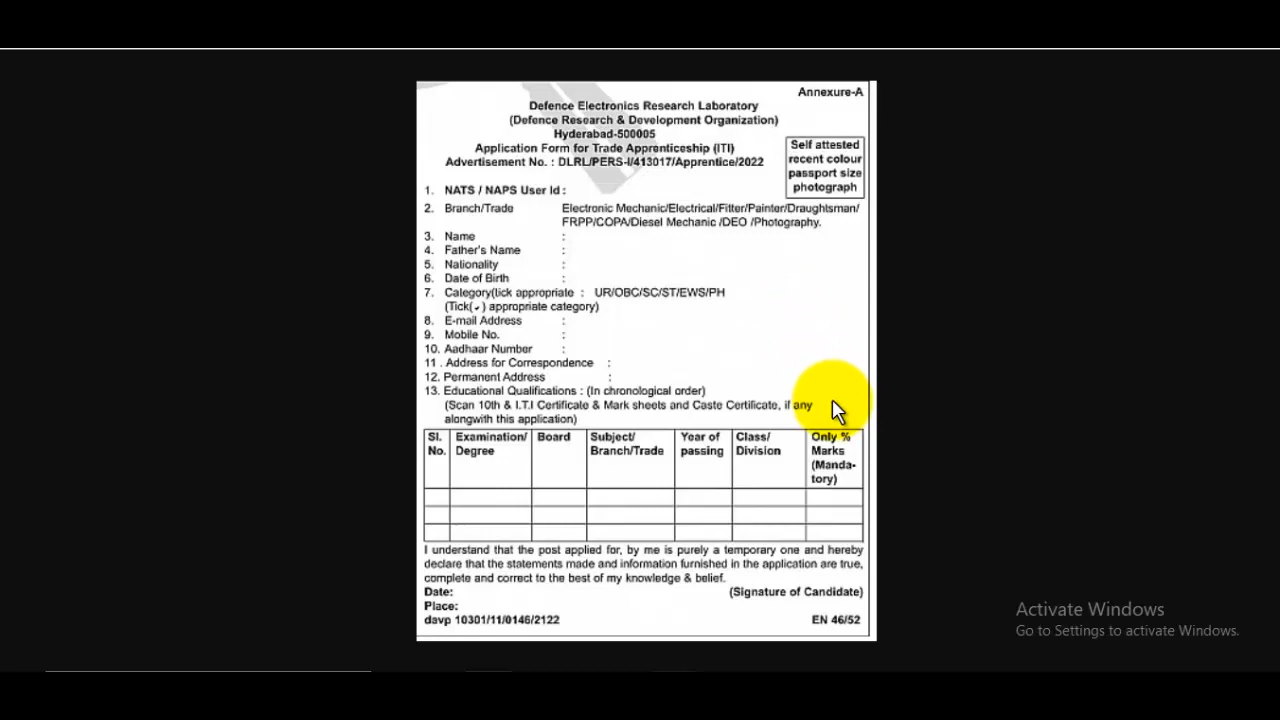 Annexure-A
Defence Electronics Research Laboratory
(Defence Research & Development Organization)
Hyderabad-500005
Application Form for Trade Apprenticeship (ITI)
Advertisement No. : DLRL/PERS-I/413017/Apprentice/2022
Self attested
recent colour
passport size
photograph
1. NATS / NAPS User Id :
2. Branch/Trade Electronic Mechanic/Electrical/Fitter/Painter/Draughtsman/
FRPP/COPA/Diesel Mechanic /DEO /Photography.
3. Name :
4. Father's Name :
5. Nationality :
6. Date of Birth :
7. Category(tick appropriate : UR/OBC/SC/ST/EWS/PH
(Tick(✓) appropriate category)
8. E-mail Address :
9. Mobile No. :
10. Aadhaar Number :
11 . Address for Correspondence :
12. Permanent Address :
13. Educational Qualifications : (In chronological order)
(Scan 10th & I.T.I Certificate & Mark sheets and Caste Certificate, if any
alongwith this application)
Sl. Examination/ Board Subject/ Year of Class/ Only %
No. Degree Branch/Trade passing Division Marks
(Manda-
tory)
I understand that the post applied for, by me is purely a temporary one and hereby
declare that the statements made and information furnished in the application are true,
complete and correct to the best of my knowledge & belief.
Date: (Signature of Candidate)
Place:
davp 10301/11/0146/2122 EN 46/52
Activate Windows
Go to Settings to activate Windows.